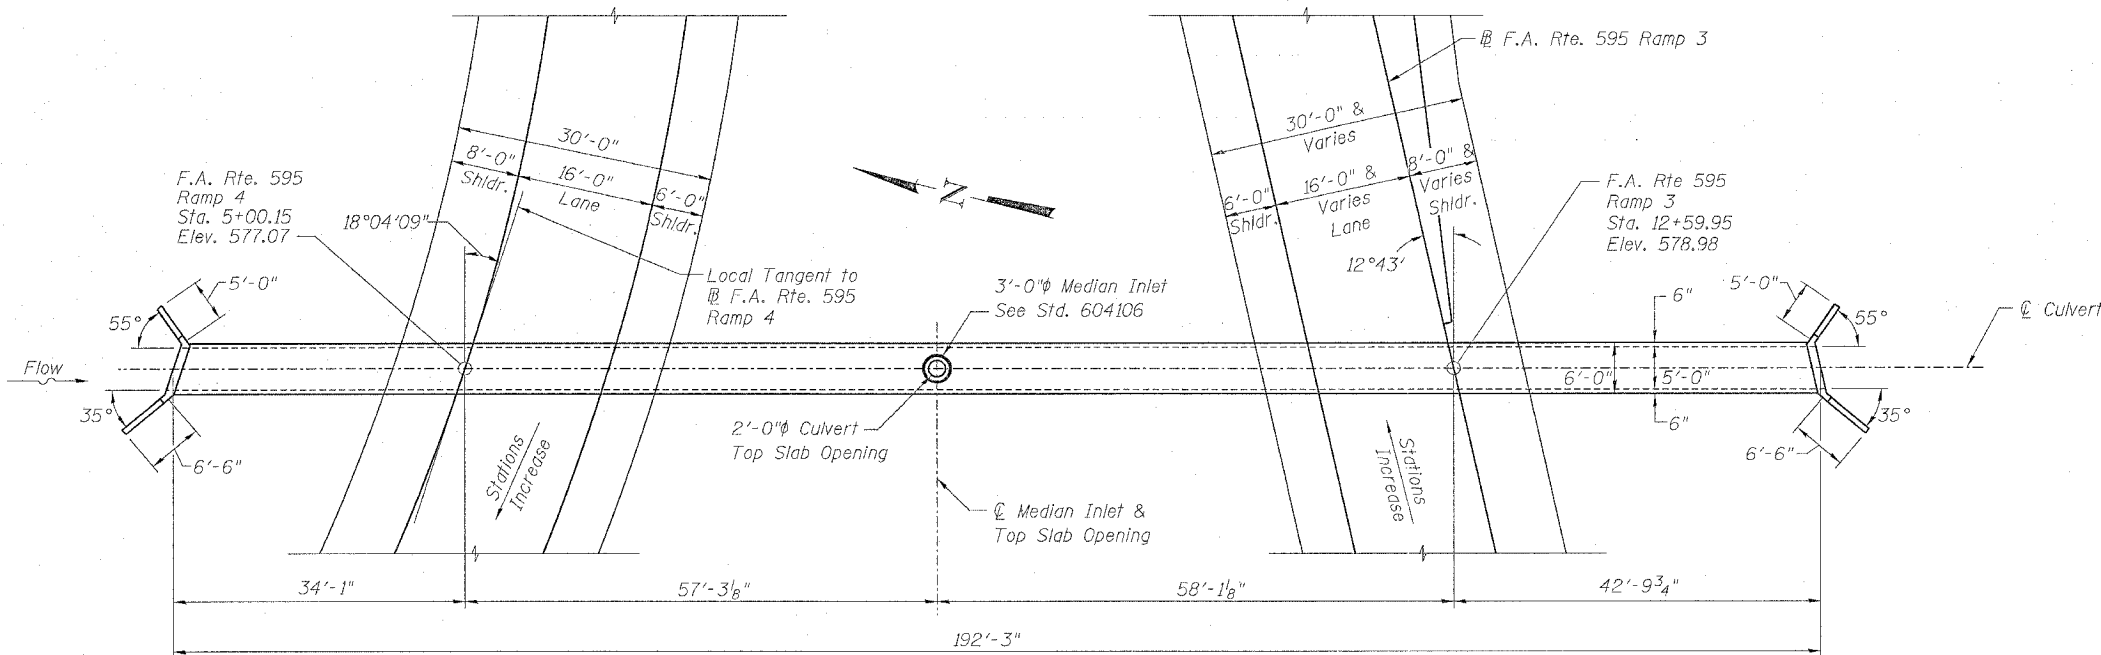 ℄ F.A. Rte. 595 Ramp 3
30'-0"
8'-0"
Shldr.
16'-0"
Lane
6'-0"
Shldr.
F.A. Rte. 595
Ramp 4
Sta. 5+00.15
Elev. 577.07
18°04'09"
N
30'-0" &
Varies
6'-0"
Shldr.
16'-0" &
Varies
Lane
8'-0" &
Varies
Shldr.
F.A. Rte 595
Ramp 3
Sta. 12+59.95
Elev. 578.98
12°43'
Local Tangent to
F.A. Rte. 595
Ramp 4
3'-0"ϕ Median Inlet
See Std. 604106
5'-0"
55°
Flow
35°
6'-6"
6"
5'-0"
55°
℄ Culvert
6'-0"
5'-0"
6"
35°
6'-6"
2'-0"ϕ Culvert
Top Slab Opening
Stations
Increase
Stations
Increase
℄ Median Inlet &
Top Slab Opening
34'-1"
57'-3⅛"
58'-1⅛"
42'-9¾"
192'-3"